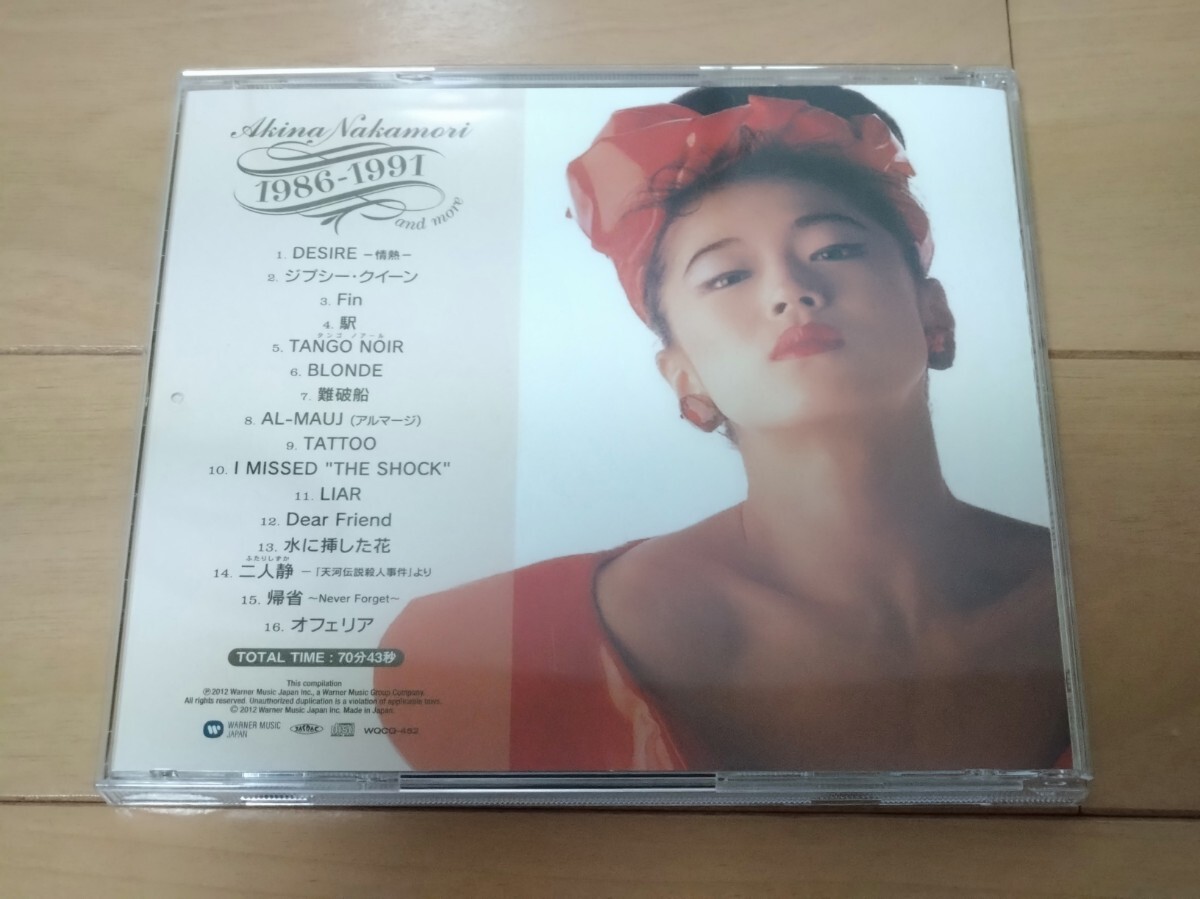 Akina Nakamori
1986-1991
and more
1. DESIRE －情熱－
2. ジプシー・クイーン
3. Fin
4. 駅
タンゴ ノアール
5. TANGO NOIR
6. BLONDE
7. 難破船
8. AL-MAUJ (アルマージ)
9. TATTOO
10. I MISSED "THE SHOCK"
11. LIAR
12. Dear Friend
13. 水に挿した花
ふたりしずか
14. 二人静 －「天河伝説殺人事件」より
15. 帰省 ～Never Forget～
16. オフェリア
TOTAL TIME : 70分43秒
This compilation
℗2012 Warner Music Japan Inc., a Warner Music Group Company.
All rights reserved. Unauthorized duplication is a violation of applicable laws.
©2012 Warner Music Japan Inc. Made in Japan.
WARNER MUSIC
JAPAN
WQCQ-452